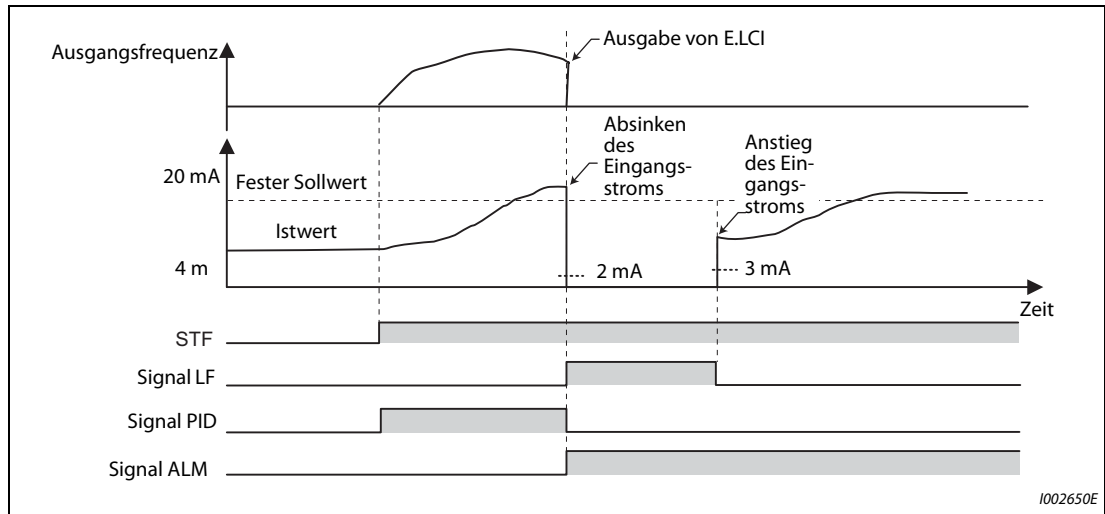 Ausgangsfrequenz
Ausgabe von E.LCI
Absinken
des
Eingangs-
stroms
Anstieg
des Ein-
gangs-
stroms
20 mA
Fester Sollwert
Istwert
4 m
2 mA
3 mA
Zeit
STF
Signal LF
Signal PID
Signal ALM
I002650E